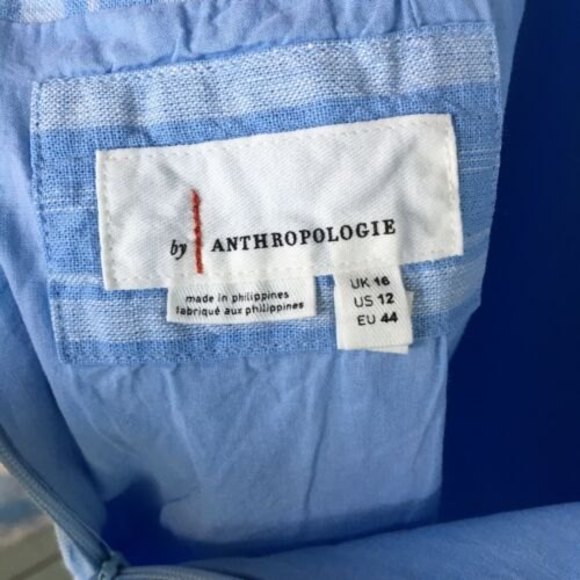 by ANTHROPOLOGIE
made in philippines
fabriqué aux philippines
UK 16
US 12
EU 44